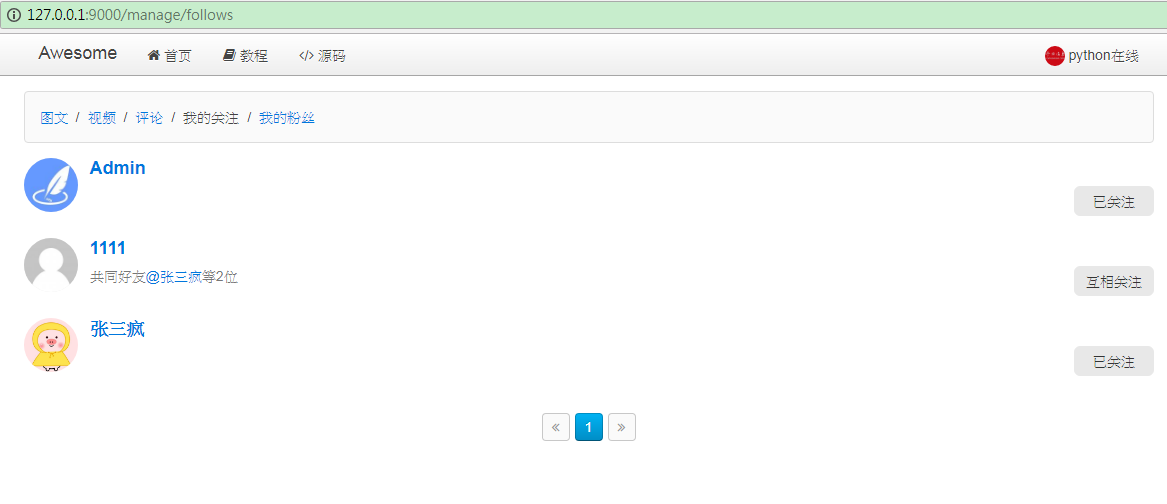 127.0.0.1:9000/manage/follows
Awesome 首页 教程 </> 源码 python在线
图文 / 视频 / 评论 / 我的关注 / 我的粉丝
Admin
已关注
1111
共同好友@张三疯等2位
互相关注
张三疯
已关注
« 1 »